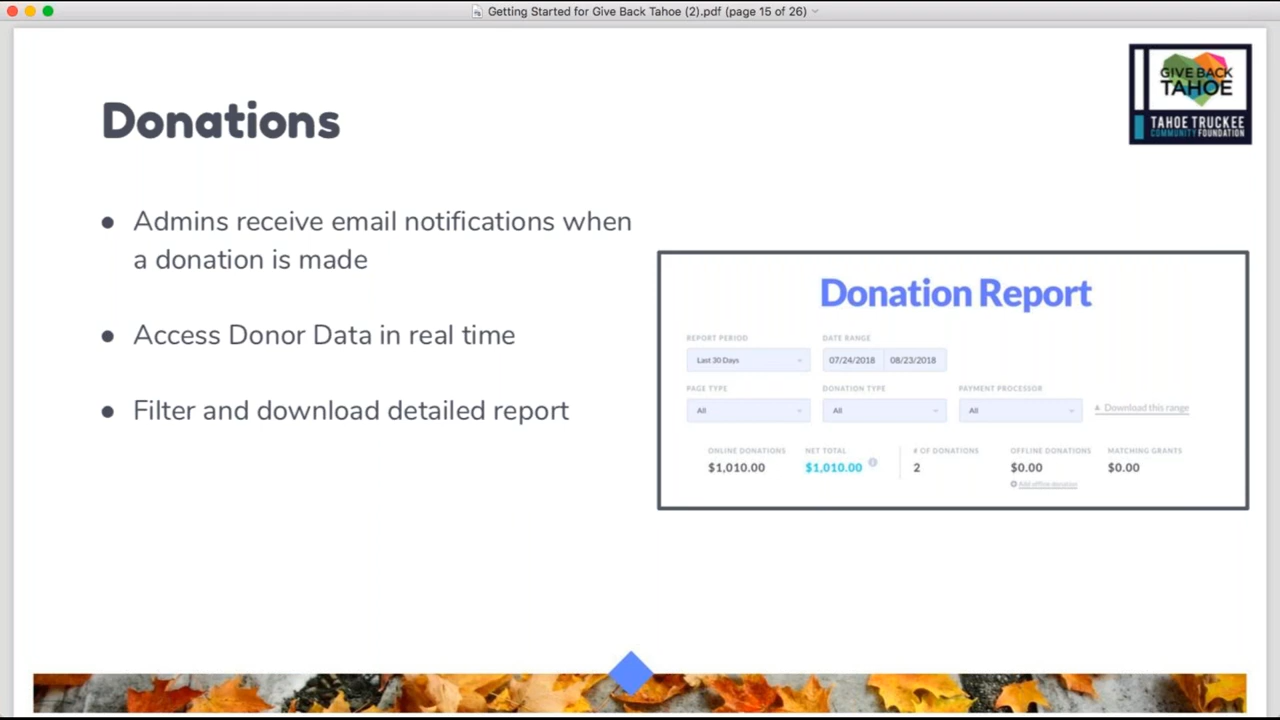 Getting Started for Give Back Tahoe (2).pdf (page 15 of 26)
GIVE BACK
TAHOE
TAHOE TRUCKEE
COMMUNITY FOUNDATION
Donations
● Admins receive email notifications when
a donation is made
● Access Donor Data in real time
● Filter and download detailed report
Donation Report
REPORT PERIOD DATE RANGE
Last 30 Days 07/24/2018 08/23/2018
PAGE TYPE DONATION TYPE PAYMENT PROCESSOR
All All All Download this range
ONLINE DONATIONS NET TOTAL # OF DONATIONS OFFLINE DONATIONS MATCHING GRANTS
$1,010.00 $1,010.00 2 $0.00 $0.00
Add offline donation